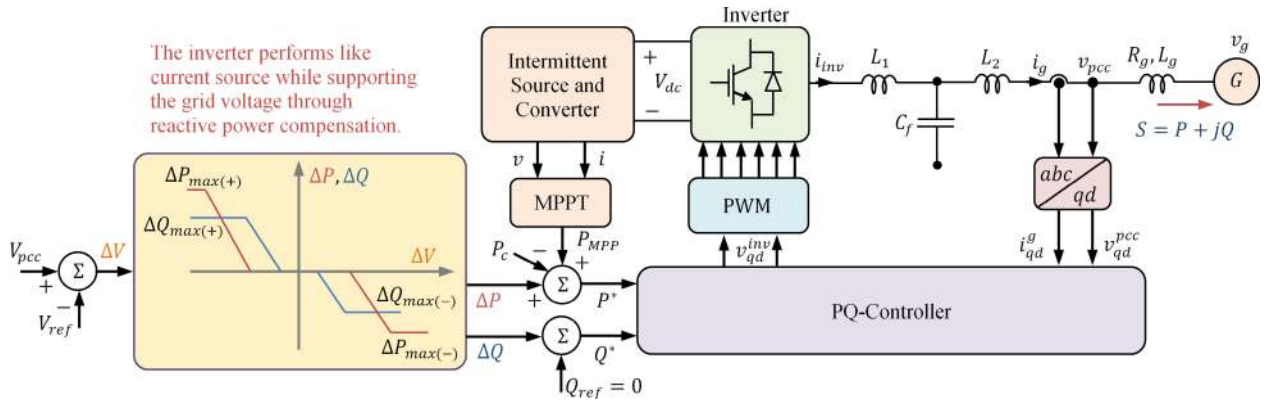 Inverter
The inverter performs like
current source while supporting
the grid voltage through
reactive power compensation.
Intermittent
Source and
Converter
+
V_dc
−
i_inv
L_1
L_2
i_g
v_pcc
R_g, L_g
v_g
G
S = P + jQ
C_f
v
i
MPPT
PWM
abc
qd
ΔP_max(+)
ΔP, ΔQ
ΔQ_max(+)
ΔV
ΔQ_max(−)
ΔP_max(−)
V_pcc
+
Σ
−
V_ref
ΔV
P_c
−
P_MPP
+
Σ
+
ΔP
P*
v_qd^inv
i_qd^g
v_qd^pcc
PQ-Controller
ΔQ
Σ
Q*
Q_ref = 0